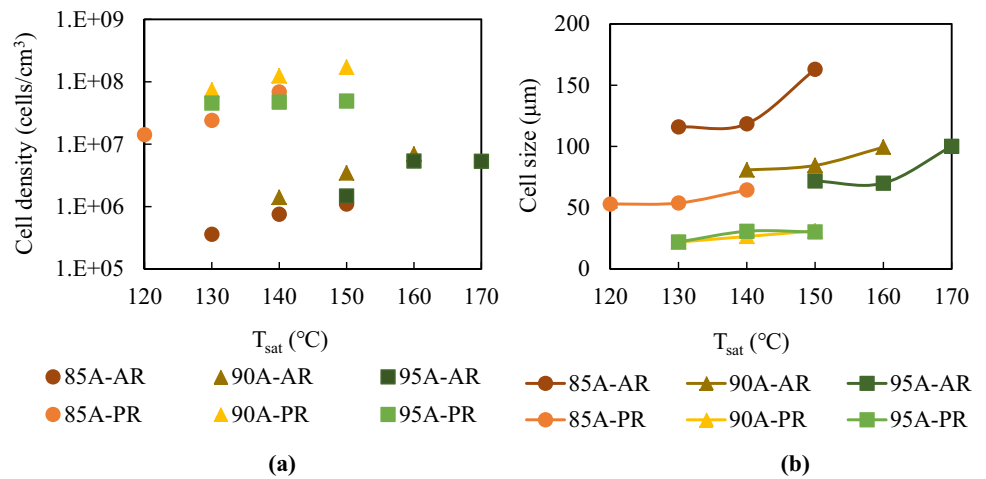 1.E+09
1.E+08
1.E+07
1.E+06
1.E+05
Cell density (cells/cm³)
120 130 140 150 160 170
T_sat (°C)
85A-AR 90A-AR 95A-AR
85A-PR 90A-PR 95A-PR
(a)
200
150
100
50
0
Cell size (µm)
120 130 140 150 160 170
T_sat (°C)
85A-AR 90A-AR 95A-AR
85A-PR 90A-PR 95A-PR
(b)